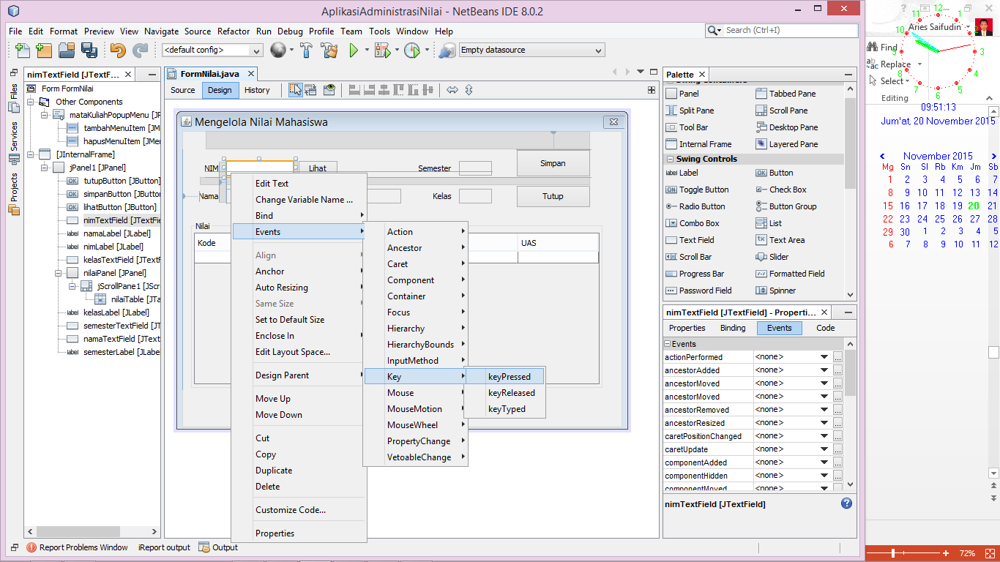 AplikasiAdministrasiNilai - NetBeans IDE 8.0.2
File Edit Format Preview View Navigate Source Refactor Run Debug Profile Team Tools Window Help
Search (Ctrl+I)
<default config>
Empty datasource
Files
Services
Projects
nimTextField [JTextF...
Form FormNilai
Other Components
mataKuliahPopupMenu [JP
tambahMenuItem [JM
hapusMenuItem [JMe
[JInternalFrame]
jPanel1 [JPanel]
tutupButton [JButton]
simpanButton [JButto
lihatButton [JButton]
nimTextField [JTextFie
namaLabel [JLabel]
nimLabel [JLabel]
kelasTextField [JTextF
nilaiPanel [JPanel]
jScrollPane1 [JScr
nilaiTable [JTa
kelasLabel [JLabel]
semesterTextField [JT
namaTextField [JText
semesterLabel [JLabe
FormNilai.java
Source Design History
Mengelola Nilai Mahasiswa
NIM Lihat Semester Simpan
Nama Kelas Tutup
Nilai
Kode UAS
Edit Text
Change Variable Name ...
Bind
Events
Align
Anchor
Auto Resizing
Same Size
Set to Default Size
Enclose In
Edit Layout Space...
Design Parent
Move Up
Move Down
Cut
Copy
Duplicate
Delete
Customize Code...
Properties
Action
Ancestor
Caret
Component
Container
Focus
Hierarchy
HierarchyBounds
InputMethod
Key
Mouse
MouseMotion
MouseWheel
PropertyChange
VetoableChange
keyPressed
keyReleased
keyTyped
Palette
Panel Tabbed Pane
Split Pane Scroll Pane
Tool Bar Desktop Pane
Internal Frame Layered Pane
Swing Controls
Label Button
Toggle Button Check Box
Radio Button Button Group
Combo Box List
Text Field Text Area
Scroll Bar Slider
Progress Bar Formatted Field
Password Field Spinner
nimTextField [JTextField] - Properti...
Properties Binding Events Code
Events
actionPerformed <none>
ancestorAdded <none>
ancestorMoved <none>
ancestorMoved <none>
ancestorRemoved <none>
ancestorResized <none>
caretPositionChanged <none>
caretUpdate <none>
componentAdded <none>
componentHidden <none>
componentMoved <none>
nimTextField [JTextField]
Report Problems Window iReport output Output
Aries Saifudin
Find
Replace
Select
Editing
12
1
2
3
4
5
6
7
8
9
10
11
09:51:13
Jum'at, 20 November 2015
November 2015
Mg Sn Sl Rb Km Jm Sb
1 2 3 4 5 6 7
8 9 10 11 12 13 14
15 16 17 18 19 20 21
22 23 24 25 26 27 28
29 30 1 2 3 4 5
6 7 8 9 10 11 12
72%